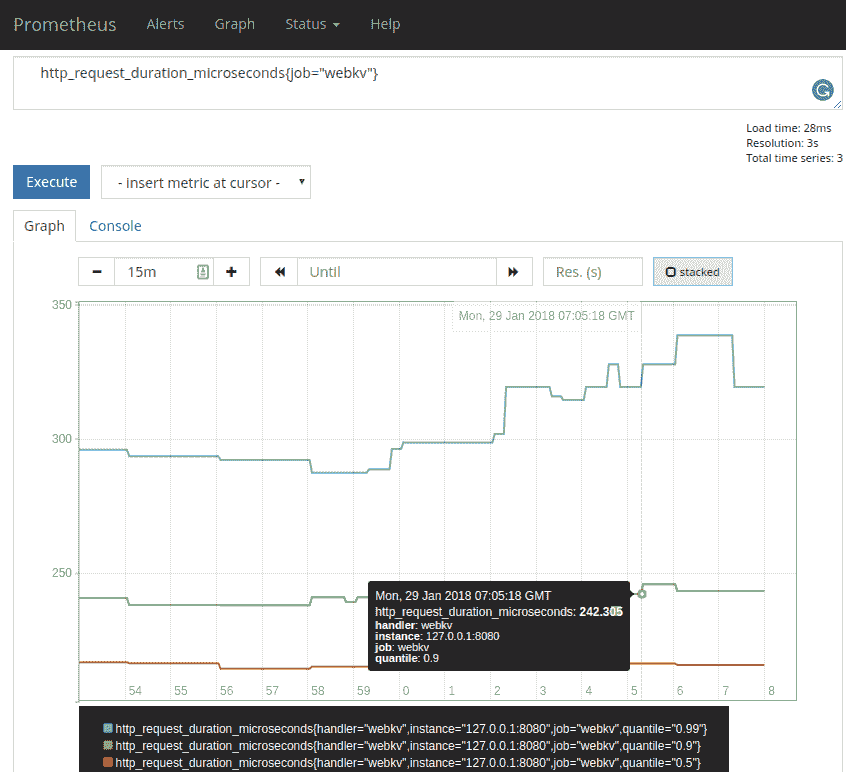 Prometheus Alerts Graph Status Help
http_request_duration_microseconds{job="webkv"}
Load time: 28ms
Resolution: 3s
Total time series: 3
Execute - insert metric at cursor -
Graph Console
− 15m + Until Res. (s) stacked
350
Mon, 29 Jan 2018 07:05:18 GMT
300
250
Mon, 29 Jan 2018 07:05:18 GMT
http_request_duration_microseconds: 242.305
handler: webkv
instance: 127.0.0.1:8080
job: webkv
quantile: 0.9
54 55 56 57 58 59 0 1 2 3 4 5 6 7 8
http_request_duration_microseconds{handler="webkv",instance="127.0.0.1:8080",job="webkv",quantile="0.99"}
http_request_duration_microseconds{handler="webkv",instance="127.0.0.1:8080",job="webkv",quantile="0.9"}
http_request_duration_microseconds{handler="webkv",instance="127.0.0.1:8080",job="webkv",quantile="0.5"}